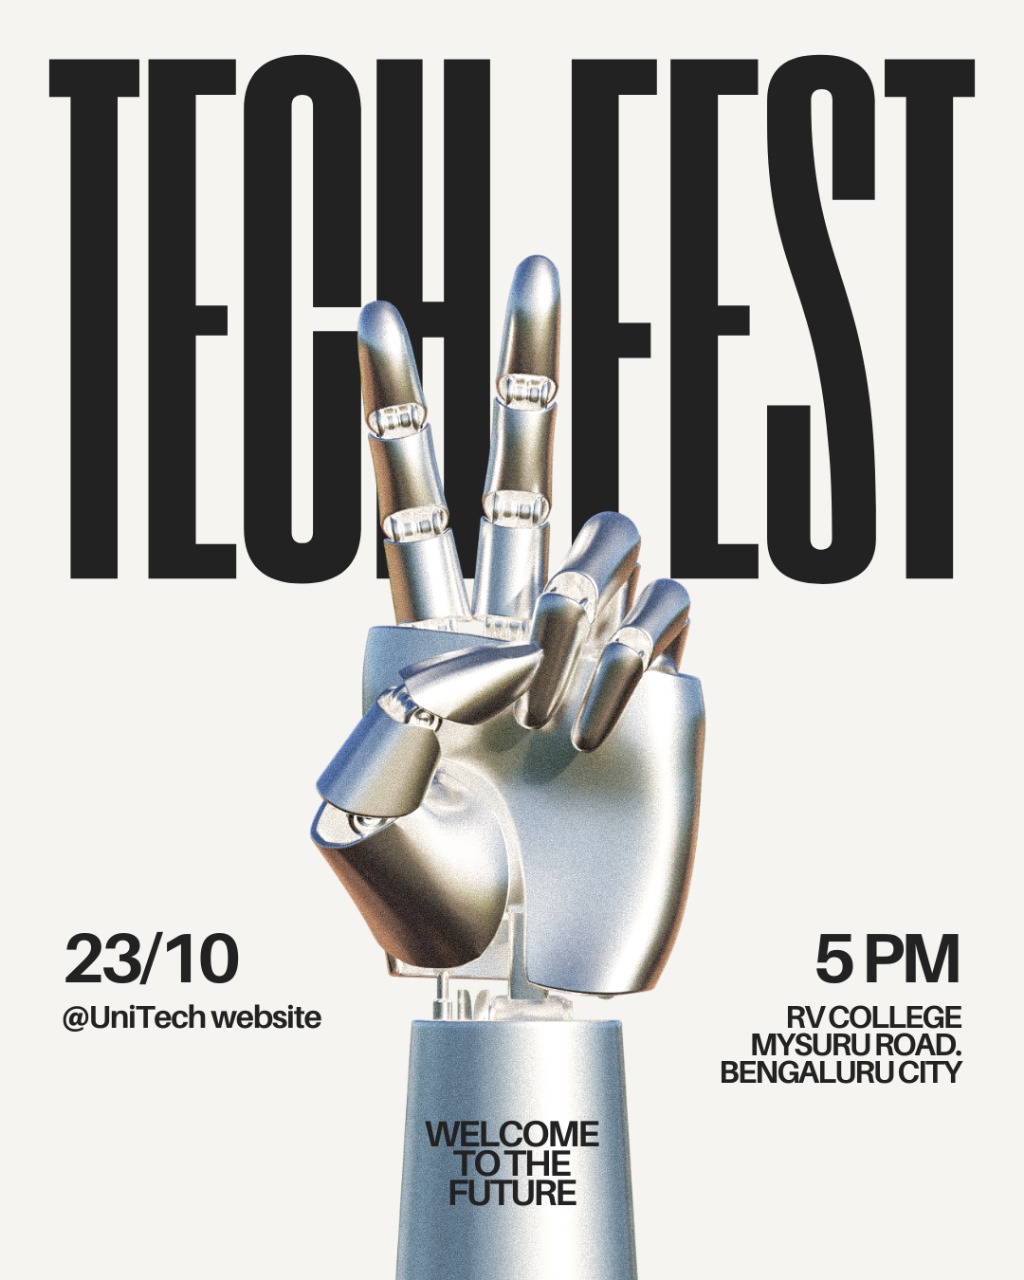 TECH FEST
23/10
@UniTech website
5 PM
RV COLLEGE
MYSURU ROAD.
BENGALURU CITY
WELCOME
TO THE
FUTURE